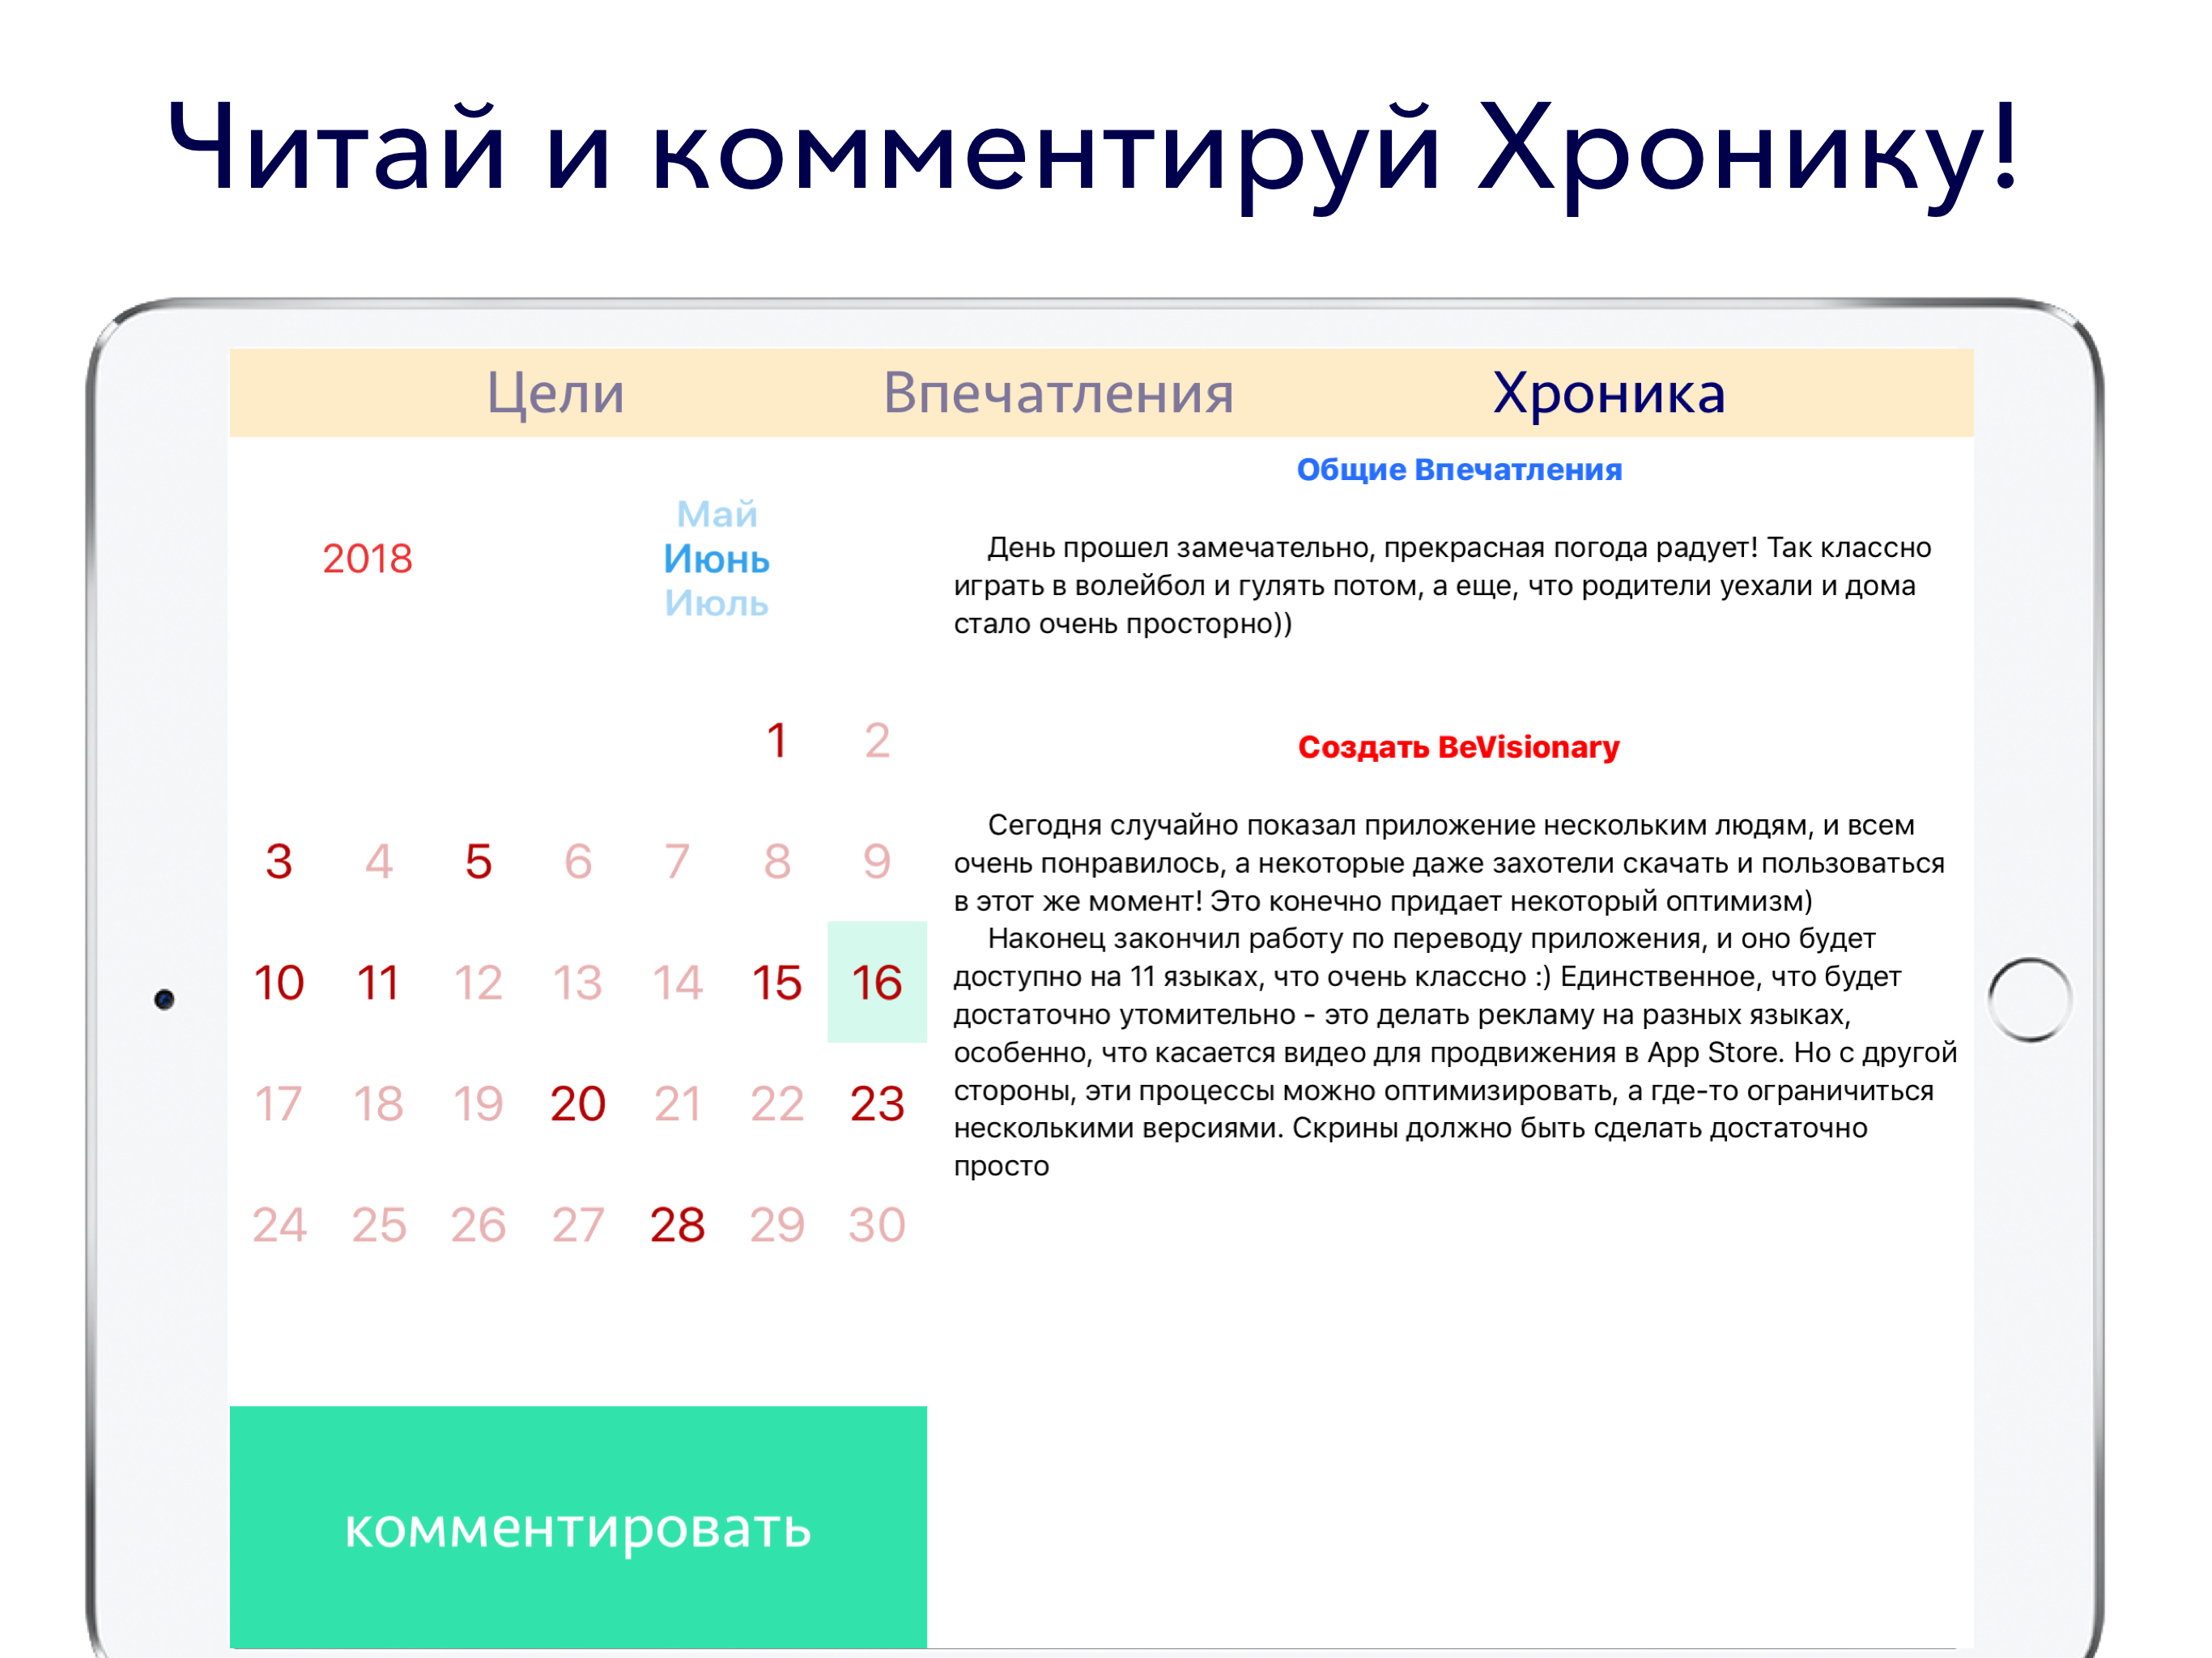 Читай и комментируй Хронику!
Цели Впечатления Хроника
2018
Май
Июнь
Июль
1 2
3 4 5 6 7 8 9
10 11 12 13 14 15 16
17 18 19 20 21 22 23
24 25 26 27 28 29 30
комментировать
Общие Впечатления
День прошел замечательно, прекрасная погода радует! Так классно
играть в волейбол и гулять потом, а еще, что родители уехали и дома
стало очень просторно))
Создать BeVisionary
Сегодня случайно показал приложение нескольким людям, и всем
очень понравилось, а некоторые даже захотели скачать и пользоваться
в этот же момент! Это конечно придает некоторый оптимизм)
Наконец закончил работу по переводу приложения, и оно будет
доступно на 11 языках, что очень классно :) Единственное, что будет
достаточно утомительно - это делать рекламу на разных языках,
особенно, что касается видео для продвижения в App Store. Но с другой
стороны, эти процессы можно оптимизировать, а где-то ограничиться
несколькими версиями. Скрины должно быть сделать достаточно
просто